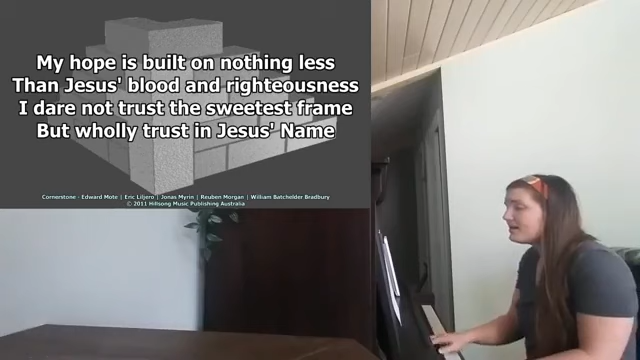 My hope is built on nothing less
Than Jesus' blood and righteousness
I dare not trust the sweetest frame
But wholly trust in Jesus' Name
Cornerstone - Edward Mote | Eric Liljero | Jonas Myrin | Reuben Morgan | William Batchelder Bradbury
© 2011 Hillsong Music Publishing Australia